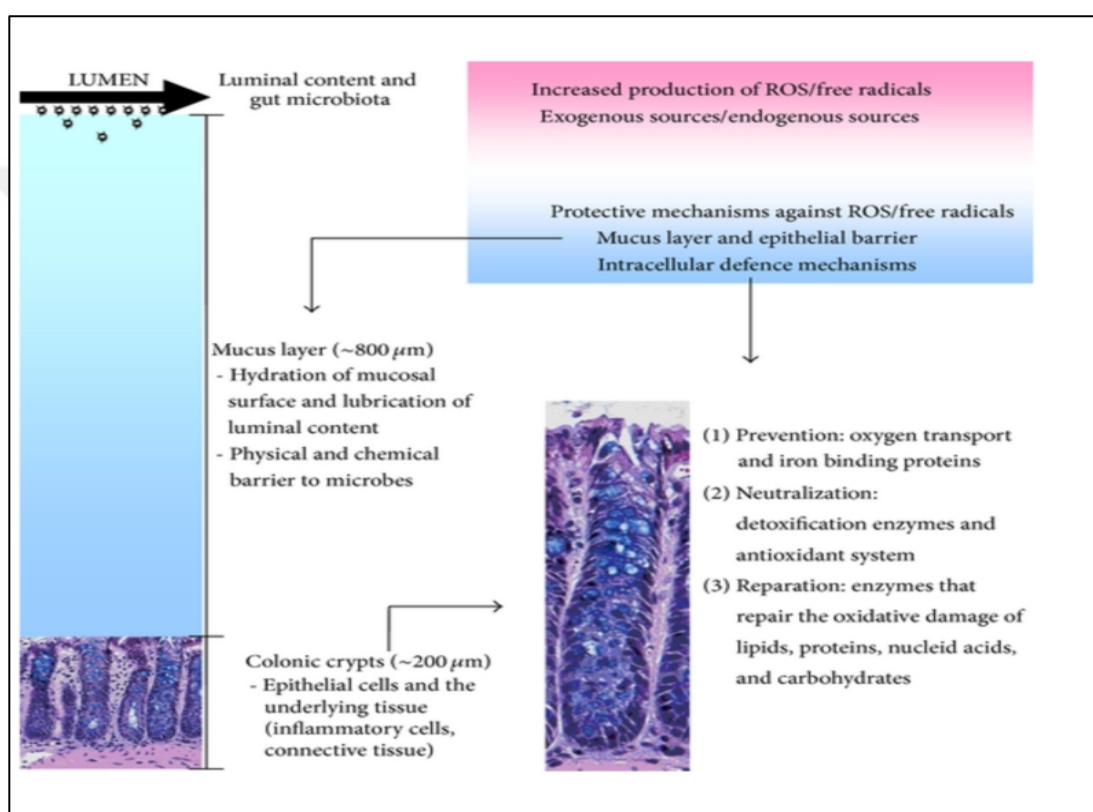 LUMEN
Luminal content and
gut microbiota
Increased production of ROS/free radicals
Exogenous sources/endogenous sources
Protective mechanisms against ROS/free radicals
Mucus layer and epithelial barrier
Intracellular defence mechanisms
Mucus layer (~800 μm)
- Hydration of mucosal
surface and lubrication of
luminal content
- Physical and chemical
barrier to microbes
(1) Prevention: oxygen transport
and iron binding proteins
(2) Neutralization:
detoxification enzymes and
antioxidant system
(3) Reparation: enzymes that
repair the oxidative damage of
lipids, proteins, nucleid acids,
and carbohydrates
Colonic crypts (~200 μm)
- Epithelial cells and the
underlying tissue
(inflammatory cells,
connective tissue)